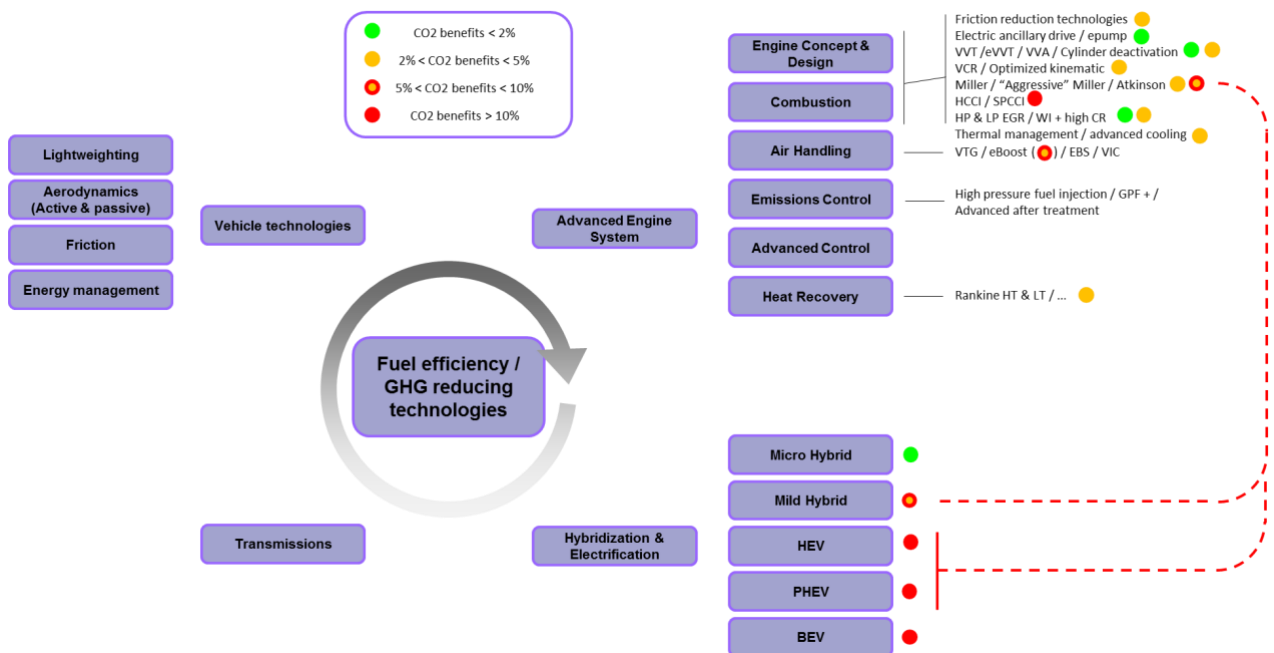 CO2 benefits < 2%
2% < CO2 benefits < 5%
5% < CO2 benefits < 10%
CO2 benefits > 10%
Lightweighting
Aerodynamics
(Active & passive)
Friction
Energy management
Vehicle technologies
Advanced Engine
System
Engine Concept &
Design
Combustion
Air Handling
Emissions Control
Advanced Control
Heat Recovery
Friction reduction technologies
Electric ancillary drive / epump
VVT /eVVT / VVA / Cylinder deactivation
VCR / Optimized kinematic
Miller / "Aggressive" Miller / Atkinson
HCCI / SPCCI
HP & LP EGR / WI + high CR
Thermal management / advanced cooling
VTG / eBoost ( ) / EBS / VIC
High pressure fuel injection / GPF + /
Advanced after treatment
Rankine HT & LT / ...
Fuel efficiency /
GHG reducing
technologies
Transmissions
Hybridization &
Electrification
Micro Hybrid
Mild Hybrid
HEV
PHEV
BEV